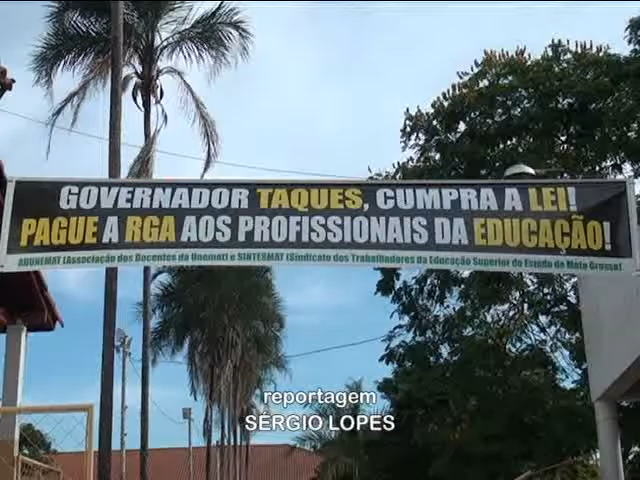 GOVERNADOR TAQUES, CUMPRA A LEI!
PAGUE A RGA AOS PROFISSIONAIS DA EDUCAÇÃO!
ADUNEMAT (Associação dos Docentes da Unemat) e SINTESMAT (Sindicato dos Trabalhadores da Educação Superior do Estado de Mato Grosso)
reportagem
SÉRGIO LOPES